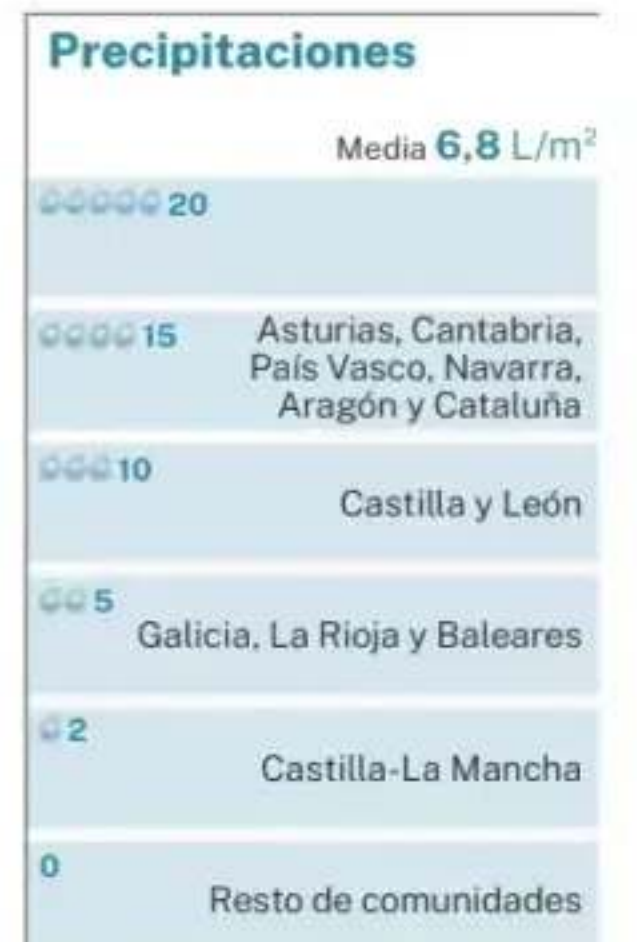 Precipitaciones
Media 6,8 L/m²
20
15 Asturias, Cantabria,
País Vasco, Navarra,
Aragón y Cataluña
10
Castilla y León
5
Galicia, La Rioja y Baleares
2
Castilla-La Mancha
0
Resto de comunidades